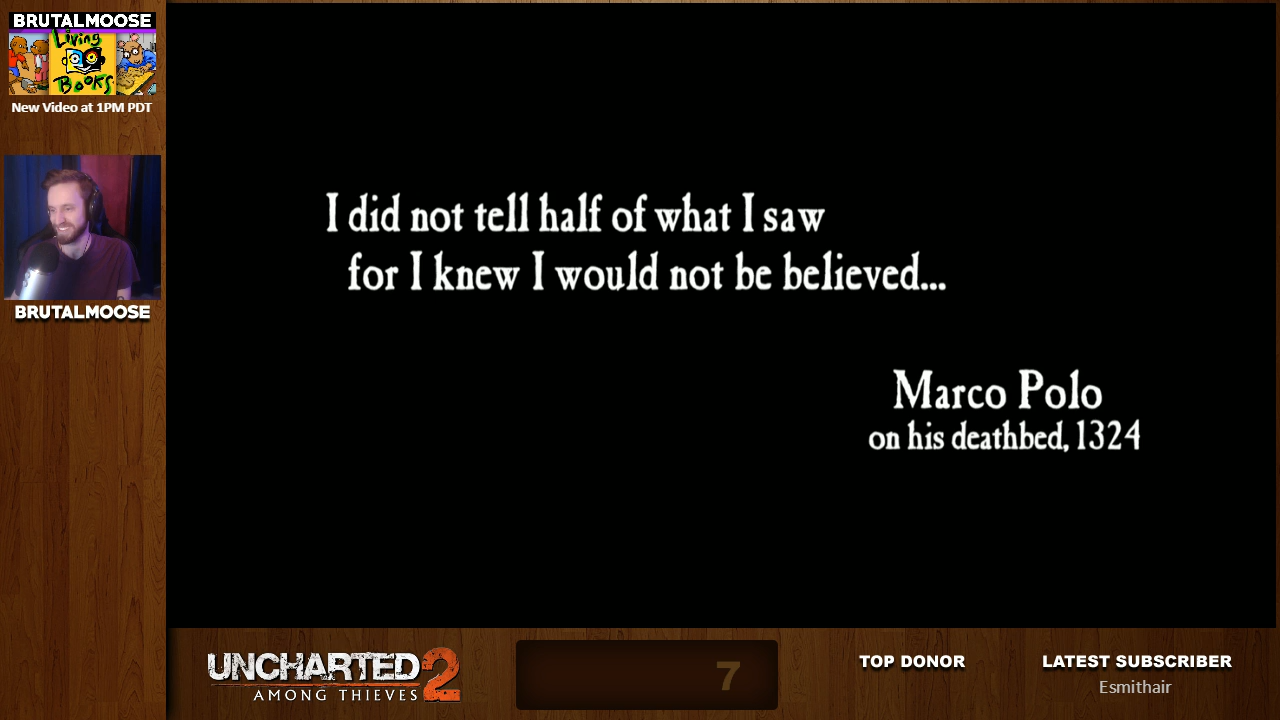 BRUTALMOOSE
Living
Books
New Video at 1PM PDT
BRUTALMOOSE
I did not tell half of what I saw
for I knew I would not be believed...
Marco Polo
on his deathbed, 1324
UNCHARTED 2
AMONG THIEVES
7
TOP DONOR
LATEST SUBSCRIBER
Esmithair